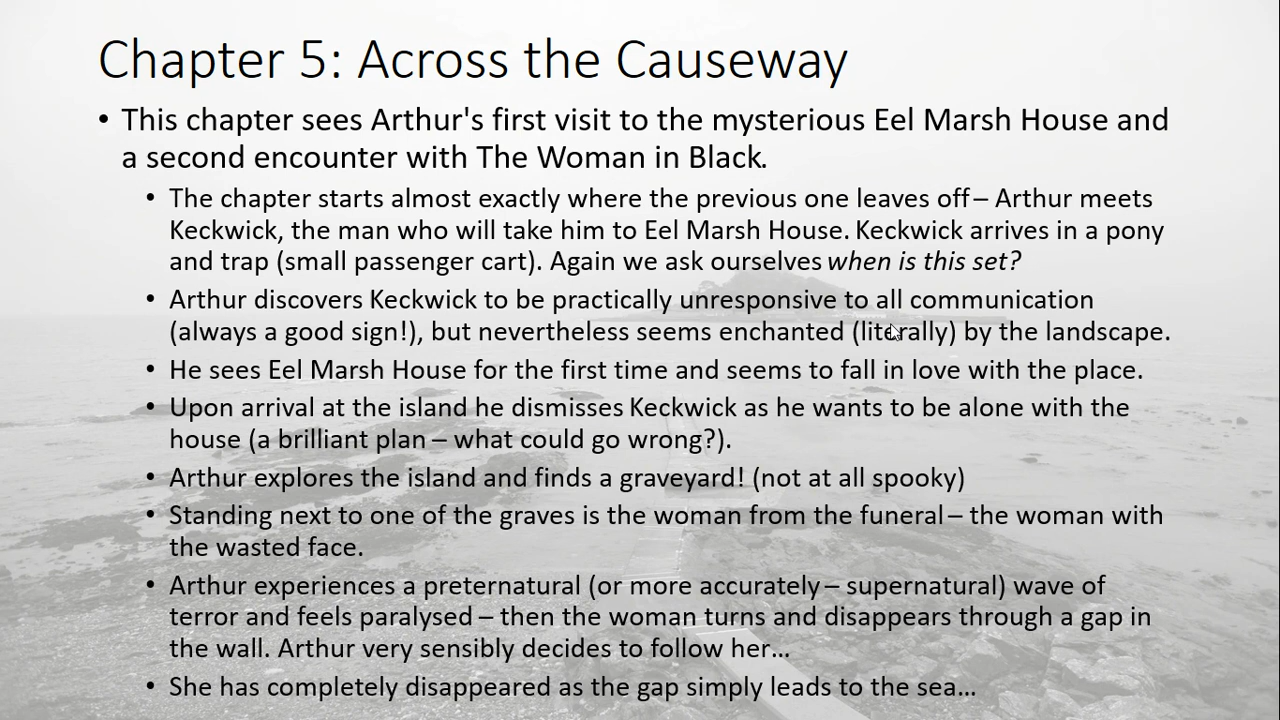 Chapter 5: Across the Causeway
• This chapter sees Arthur's first visit to the mysterious Eel Marsh House and
a second encounter with The Woman in Black.
• The chapter starts almost exactly where the previous one leaves off – Arthur meets
Keckwick, the man who will take him to Eel Marsh House. Keckwick arrives in a pony
and trap (small passenger cart). Again we ask ourselves when is this set?
• Arthur discovers Keckwick to be practically unresponsive to all communication
(always a good sign!), but nevertheless seems enchanted (literally) by the landscape.
• He sees Eel Marsh House for the first time and seems to fall in love with the place.
• Upon arrival at the island he dismisses Keckwick as he wants to be alone with the
house (a brilliant plan – what could go wrong?).
• Arthur explores the island and finds a graveyard! (not at all spooky)
• Standing next to one of the graves is the woman from the funeral – the woman with
the wasted face.
• Arthur experiences a preternatural (or more accurately – supernatural) wave of
terror and feels paralysed – then the woman turns and disappears through a gap in
the wall. Arthur very sensibly decides to follow her…
• She has completely disappeared as the gap simply leads to the sea…